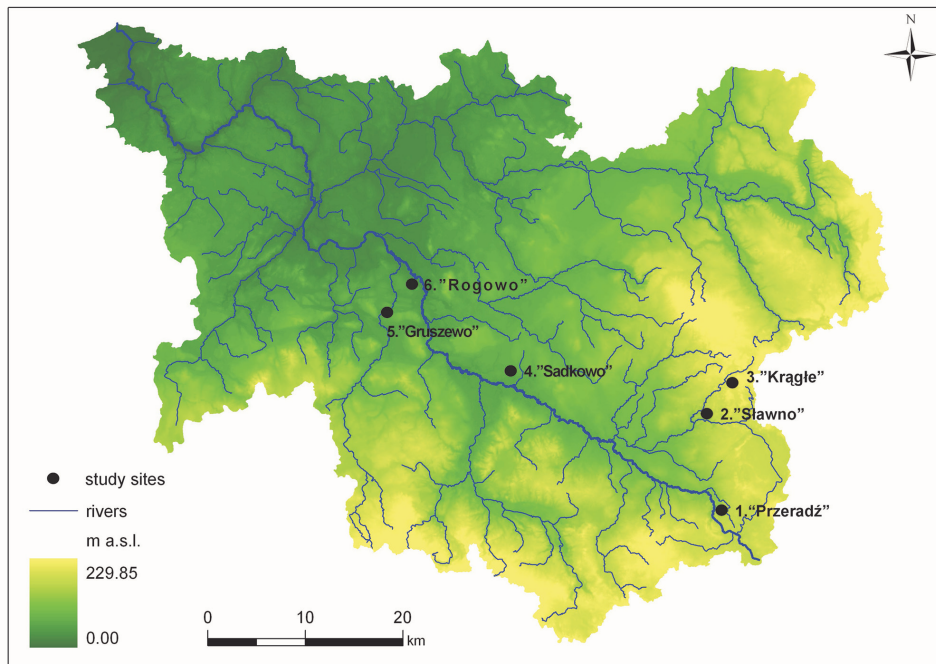 N
6."Rogowo"
5."Gruszewo"
4."Sadkowo"
3."Krągłe"
2."Sławno"
1."Przeradź"
study sites
rivers
m a.s.l.
229.85
0.00
0 10 20
km